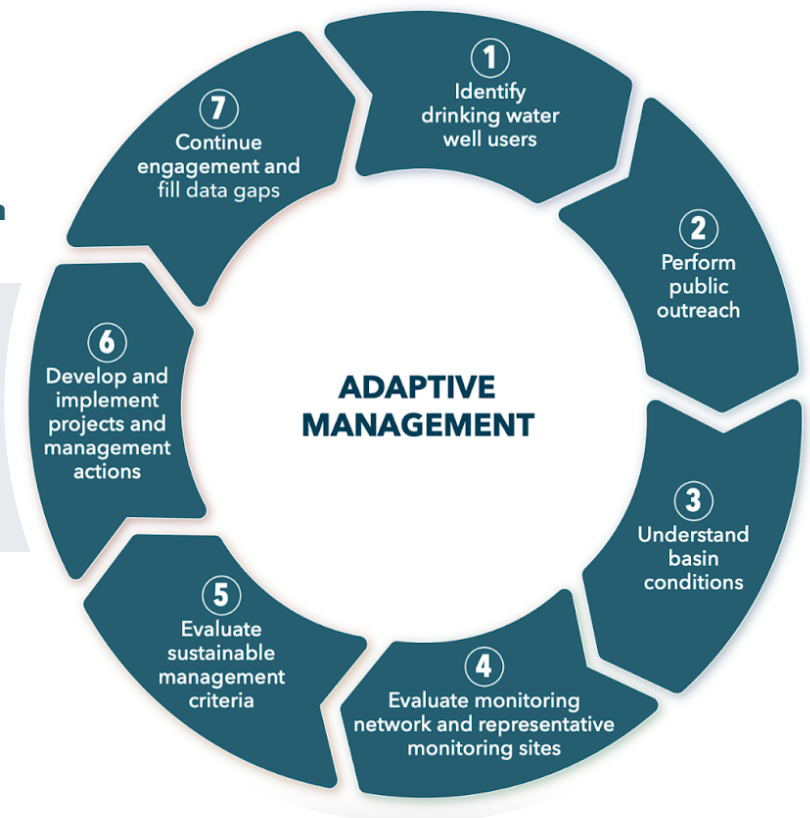 1
Identify
drinking water
well users
2
Perform
public
outreach
3
Understand
basin
conditions
4
Evaluate monitoring
network and representative
monitoring sites
5
Evaluate
sustainable
management
criteria
6
Develop and
implement
projects and
management
actions
7
Continue
engagement and
fill data gaps
ADAPTIVE
MANAGEMENT